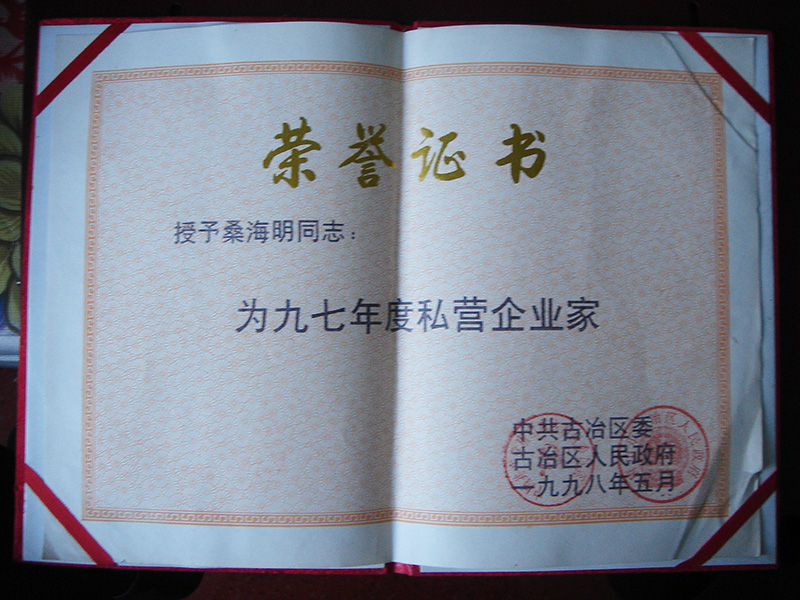 荣誉证书
授予桑海明同志：
为九七年度私营企业家
中共古冶区委
古冶区人民政府
一九九八年五月